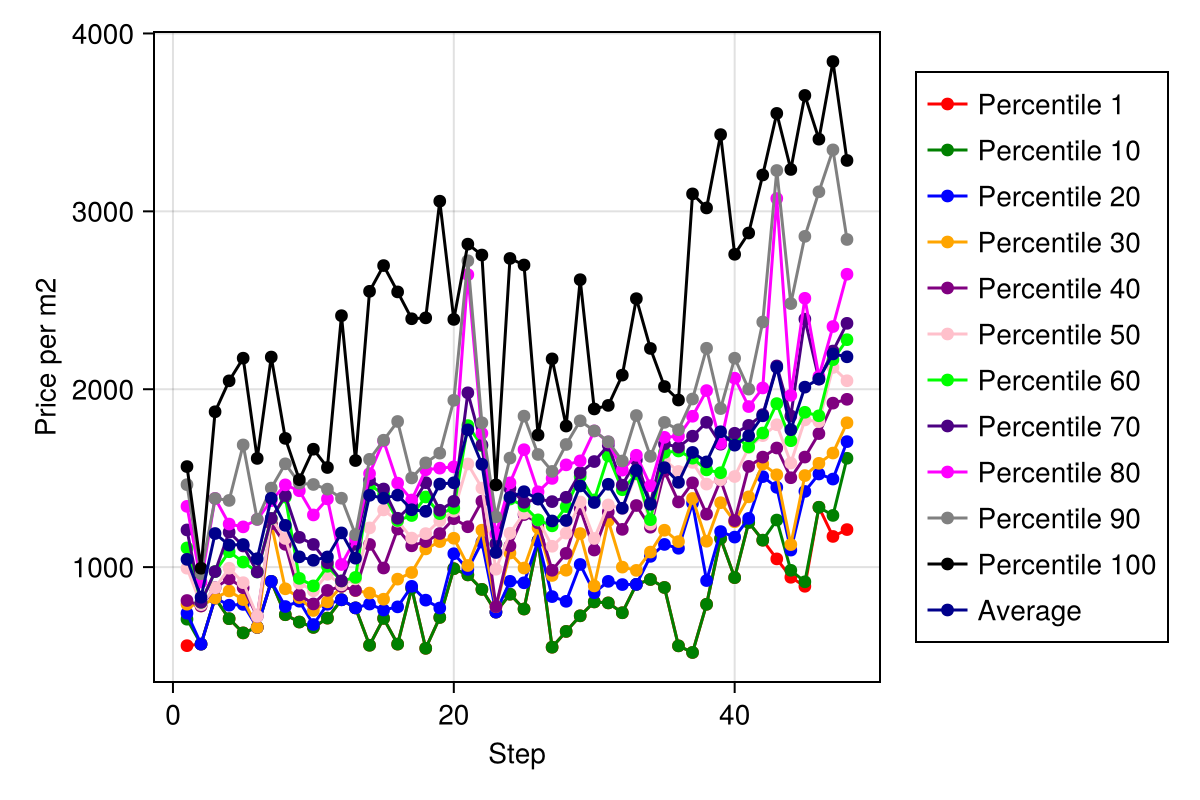 4000
3000
2000
1000
Price per m2
0 20 40
Step
Percentile 1
Percentile 10
Percentile 20
Percentile 30
Percentile 40
Percentile 50
Percentile 60
Percentile 70
Percentile 80
Percentile 90
Percentile 100
Average